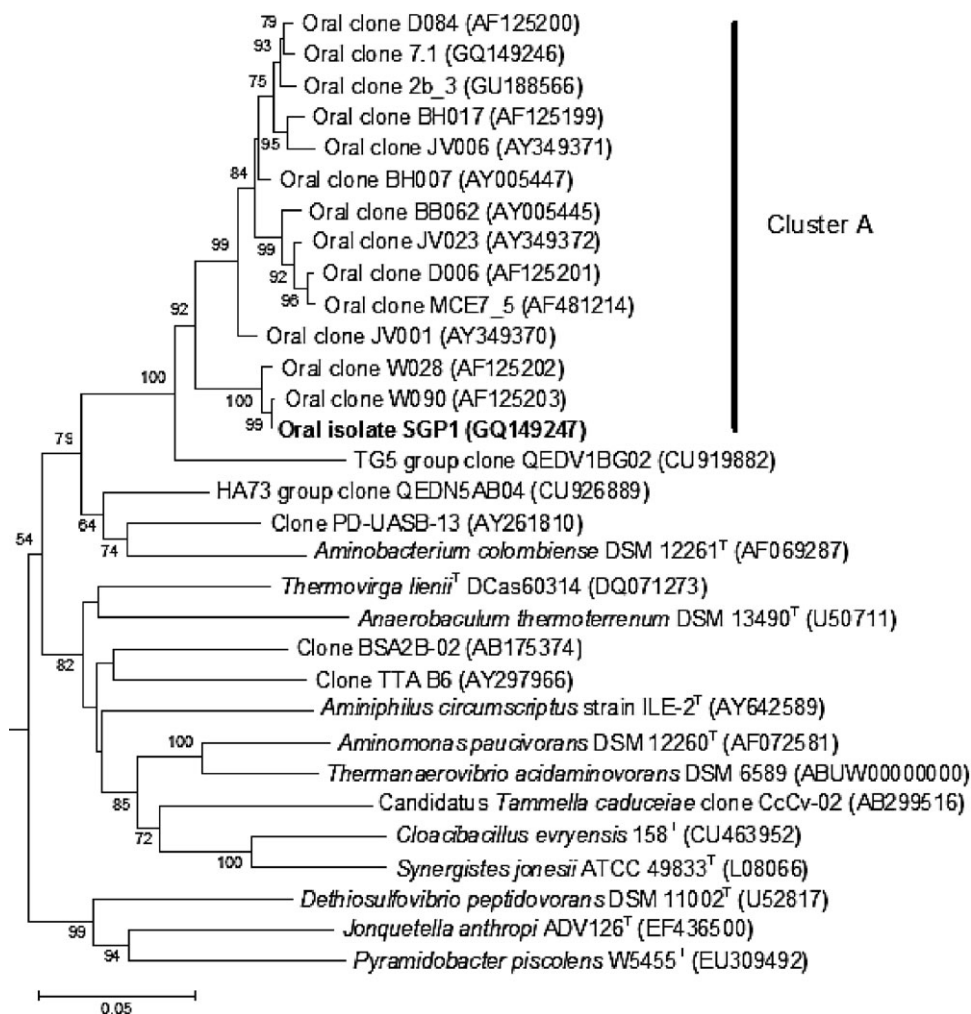 79
Oral clone D084 (AF125200)
93
Oral clone 7.1 (GQ149246)
75
Oral clone 2b_3 (GU188566)
Oral clone BH017 (AF125199)
95
Oral clone JV006 (AY349371)
84
Oral clone BH007 (AY005447)
Oral clone BB062 (AY005445)
Cluster A
99
99
Oral clone JV023 (AY349372)
92
Oral clone D006 (AF125201)
96
Oral clone MCE7_5 (AF481214)
92
Oral clone JV001 (AY349370)
Oral clone W028 (AF125202)
100
100
Oral clone W090 (AF125203)
99
Oral isolate SGP1 (GQ149247)
79
TG5 group clone QEDV1BG02 (CU919882)
HA73 group clone QEDN5AB04 (CU926889)
64
Clone PD-UASB-13 (AY261810)
54
74
Aminobacterium colombiense DSM 12261T (AF069287)
Thermovirga lieniiT DCas60314 (DQ071273)
Anaerobaculum thermoterrenum DSM 13490T (U50711)
Clone BSA2B-02 (AB175374)
82
Clone TTA B6 (AY297966)
Aminiphilus circumscriptus strain ILE-2T (AY642589)
100
Aminomonas paucivorans DSM 12260T (AF072581)
Thermanaerovibrio acidaminovorans DSM 6589 (ABUW00000000)
85
Candidatus Tammella caduceiae clone CcCv-02 (AB299516)
72
Cloacibacillus evryensis 158T (CU463952)
100
Synergistes jonesii ATCC 49833T (L08066)
Dethiosulfovibrio peptidovorans DSM 11002T (U52817)
99
Jonquetella anthropi ADV126T (EF436500)
94
Pyramidobacter piscolens W5455T (EU309492)
0.05